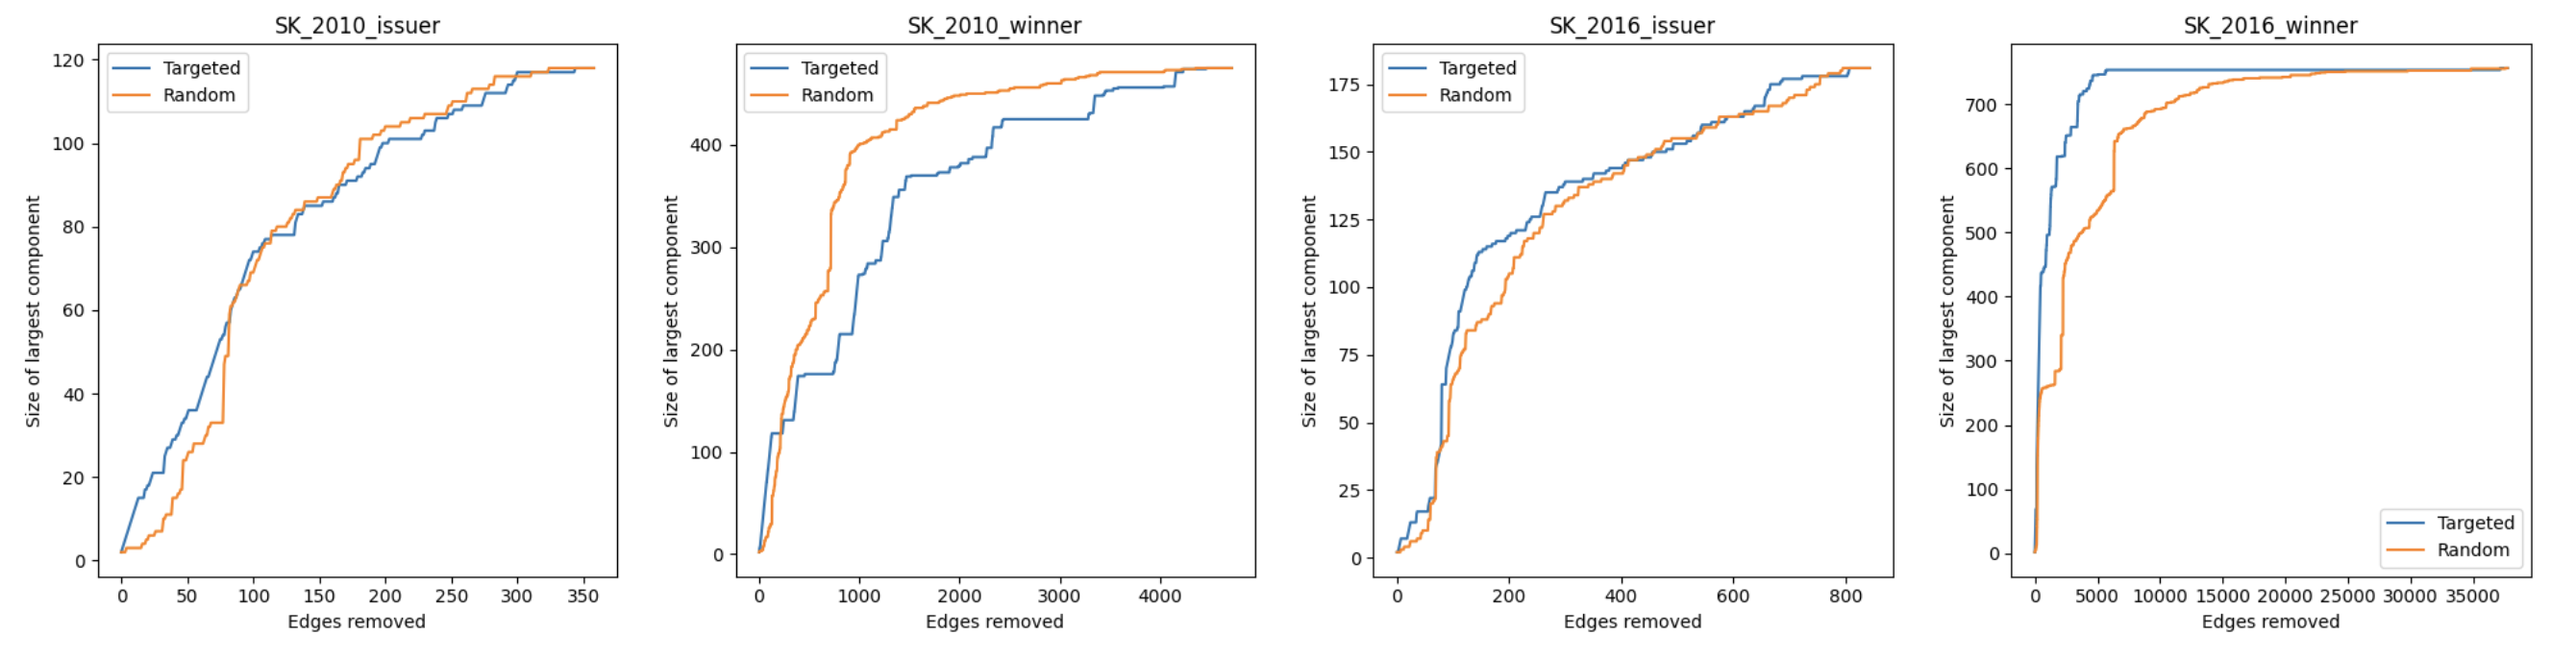 SK_2010_issuer
Targeted
Random
Size of largest component
120
100
80
60
40
20
0
0 50 100 150 200 250 300 350
Edges removed
SK_2010_winner
Targeted
Random
Size of largest component
400
300
200
100
0
0 1000 2000 3000 4000
Edges removed
SK_2016_issuer
Targeted
Random
Size of largest component
175
150
125
100
75
50
25
0
0 200 400 600 800
Edges removed
SK_2016_winner
Size of largest component
700
600
500
400
300
200
100
0
Targeted
Random
0 5000 10000 15000 20000 25000 30000 35000
Edges removed